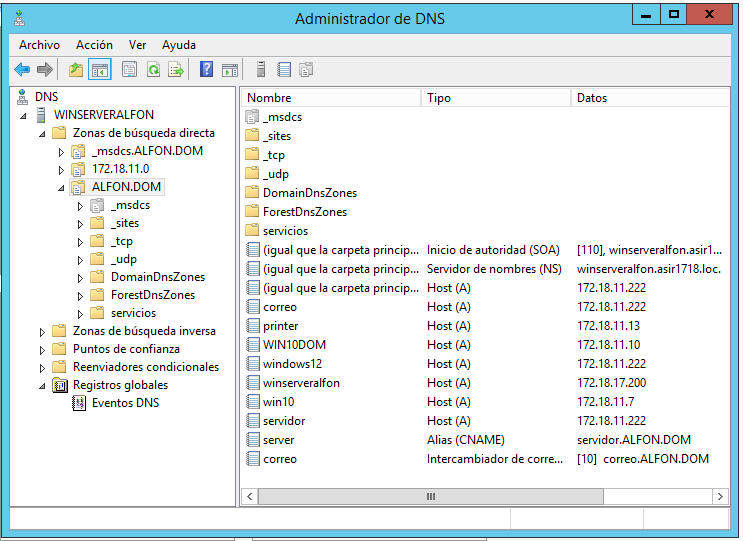 Administrador de DNS
Archivo Acción Ver Ayuda
DNS
WINSERVERALFON
Zonas de búsqueda directa
_msdcs.ALFON.DOM
172.18.11.0
ALFON.DOM
_msdcs
_sites
_tcp
_udp
DomainDnsZones
ForestDnsZones
servicios
Zonas de búsqueda inversa
Puntos de confianza
Reenviadores condicionales
Registros globales
Eventos DNS
Nombre Tipo Datos
_msdcs
_sites
_tcp
_udp
DomainDnsZones
ForestDnsZones
servicios
(igual que la carpeta princip... Inicio de autoridad (SOA) [110], winserveralfon.asir1...
(igual que la carpeta princip... Servidor de nombres (NS) winserveralfon.asir1718.loc.
(igual que la carpeta princip... Host (A) 172.18.11.222
correo Host (A) 172.18.11.222
printer Host (A) 172.18.11.13
WIN10DOM Host (A) 172.18.11.10
windows12 Host (A) 172.18.11.222
winserveralfon Host (A) 172.18.17.200
win10 Host (A) 172.18.11.7
servidor Host (A) 172.18.11.222
server Alias (CNAME) servidor.ALFON.DOM
correo Intercambiador de corre... [10] correo.ALFON.DOM